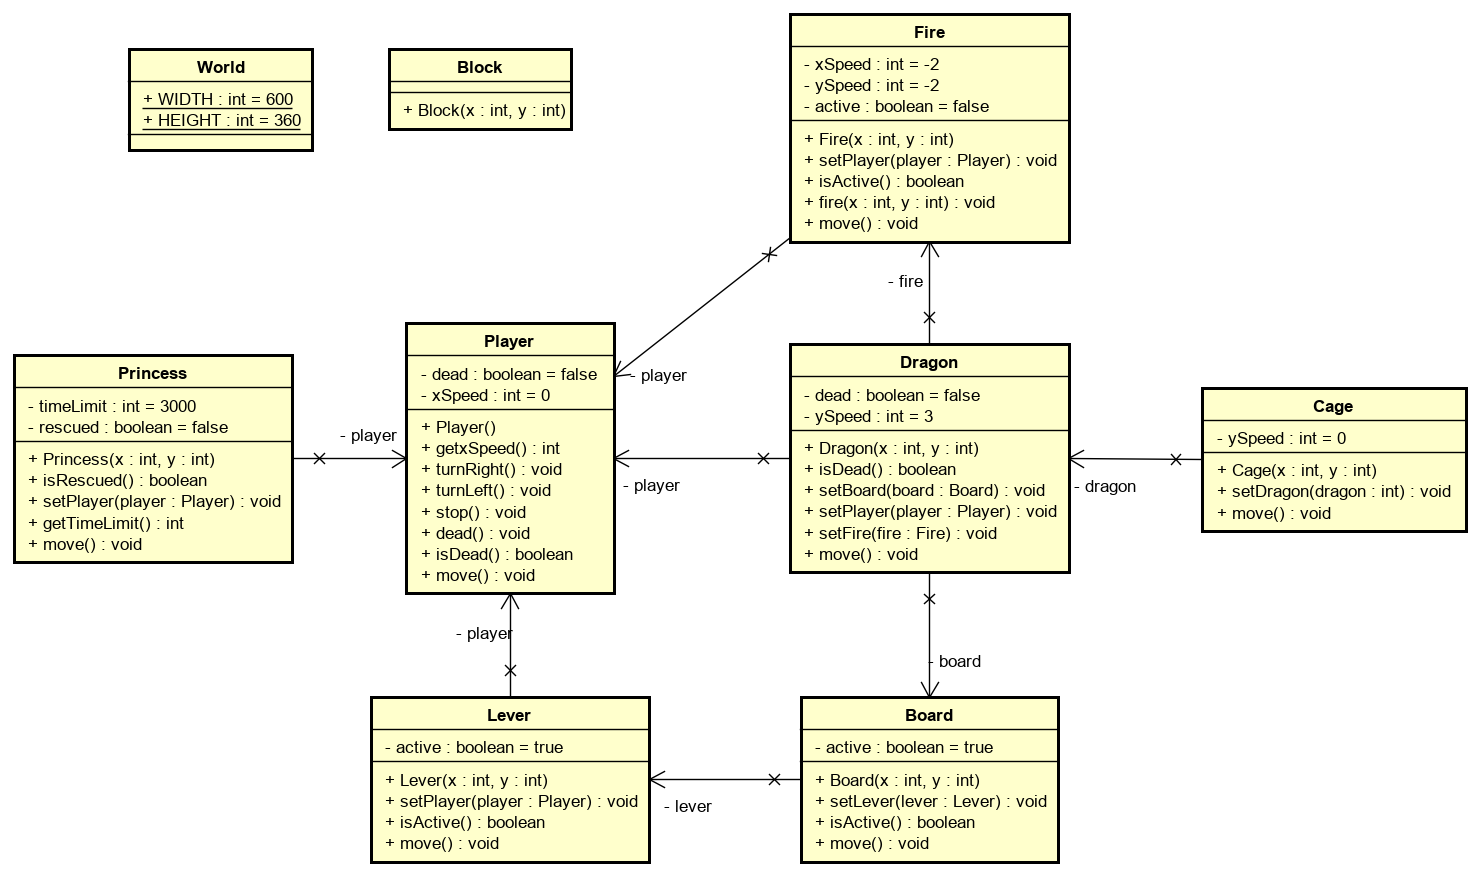 World
+ WIDTH : int = 600
+ HEIGHT : int = 360
Block
+ Block(x : int, y : int)
Fire
- xSpeed : int = -2
- ySpeed : int = -2
- active : boolean = false
+ Fire(x : int, y : int)
+ setPlayer(player : Player) : void
+ isActive() : boolean
+ fire(x : int, y : int) : void
+ move() : void
- fire
- player
Princess
- timeLimit : int = 3000
- rescued : boolean = false
+ Princess(x : int, y : int)
+ isRescued() : boolean
+ setPlayer(player : Player) : void
+ getTimeLimit() : int
+ move() : void
- player
Player
- dead : boolean = false
- xSpeed : int = 0
+ Player()
+ getxSpeed() : int
+ turnRight() : void
+ turnLeft() : void
+ stop() : void
+ dead() : void
+ isDead() : boolean
+ move() : void
- player
Dragon
- dead : boolean = false
- ySpeed : int = 3
+ Dragon(x : int, y : int)
+ isDead() : boolean
+ setBoard(board : Board) : void
+ setPlayer(player : Player) : void
+ setFire(fire : Fire) : void
+ move() : void
- dragon
Cage
- ySpeed : int = 0
+ Cage(x : int, y : int)
+ setDragon(dragon : int) : void
+ move() : void
- player
- board
Lever
- active : boolean = true
+ Lever(x : int, y : int)
+ setPlayer(player : Player) : void
+ isActive() : boolean
+ move() : void
- lever
Board
- active : boolean = true
+ Board(x : int, y : int)
+ setLever(lever : Lever) : void
+ isActive() : boolean
+ move() : void